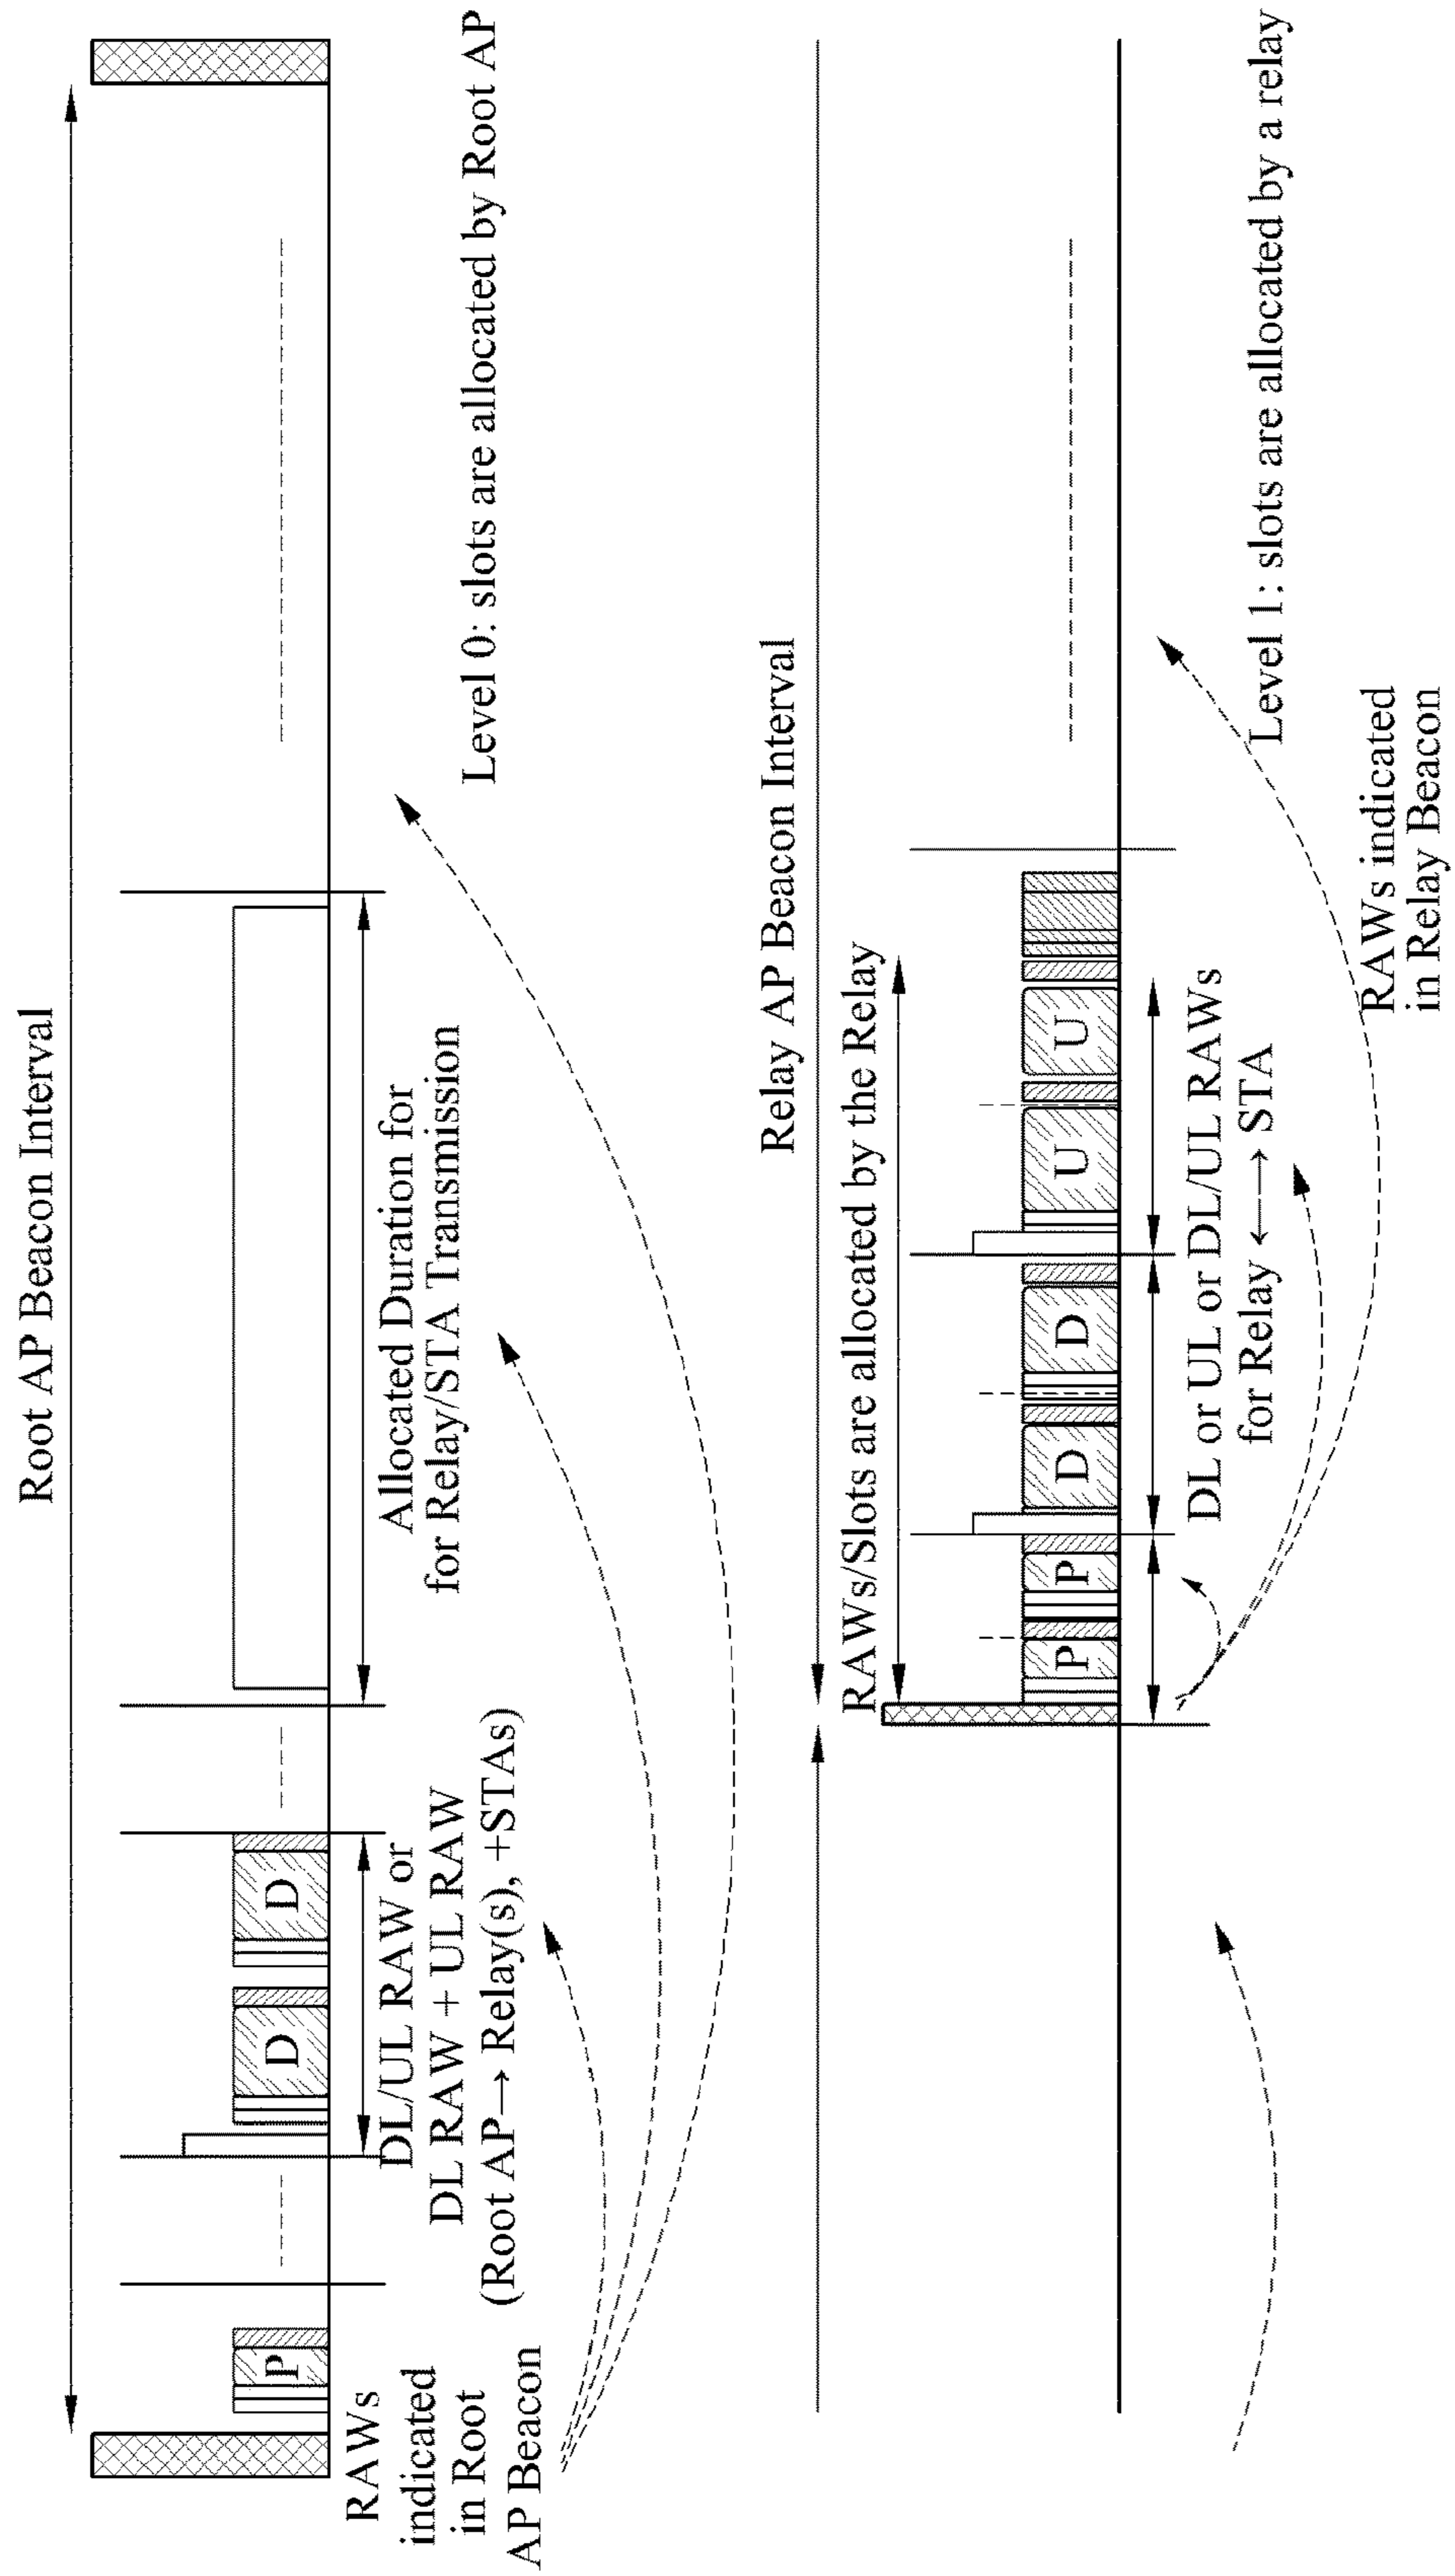 Root AP Beacon Interval
P
D
D
RAWs
indicated
in Root
AP Beacon
DL/UL RAW or
DL RAW + UL RAW
(Root AP→ Relay(s), +STAs)
Allocated Duration for
for Relay/STA Transmission
Level 0: slots are allocated by Root AP
Relay AP Beacon Interval
RAWs/Slots are allocated by the Relay
P
P
D
D
U
U
DL or UL or DL/UL RAWs
for Relay ←→ STA
Level 1: slots are allocated by a relay
RAWs indicated
in Relay Beacon